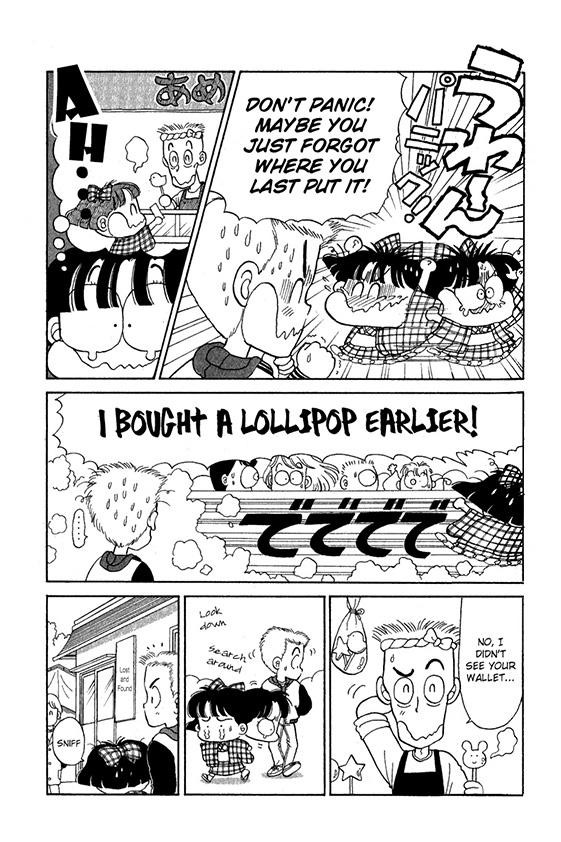 うわーん
パニック!
DON'T PANIC!
MAYBE YOU
JUST FORGOT
WHERE YOU
LAST PUT IT!
あめ
AH...
I BOUGHT A LOLLIPOP EARLIER!
でででで
......
NO, I
DIDN'T
SEE YOUR
WALLET...
Look
down
search
around
Lost
and
Found
SNIFF